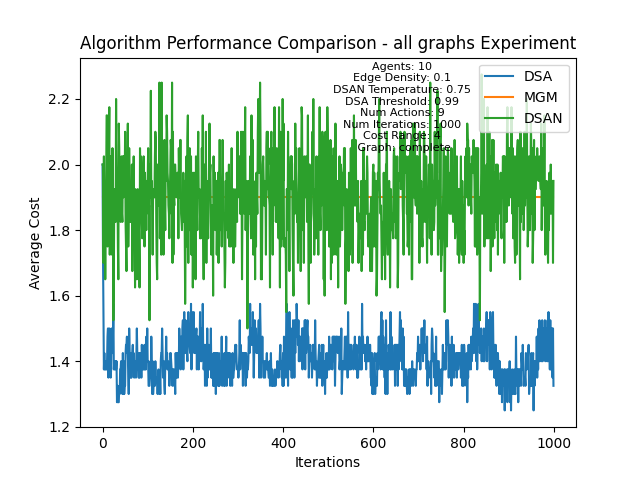 Algorithm Performance Comparison - all graphs Experiment
Agents: 10
Edge Density: 0.1
DSAN Temperature: 0.75
DSA Threshold: 0.99
Num Actions: 9
Num Iterations: 1000
Cost Range: 4
Graph: complete
DSA
MGM
DSAN
Average Cost
2.2
2.0
1.8
1.6
1.4
1.2
0
200
400
600
800
1000
Iterations